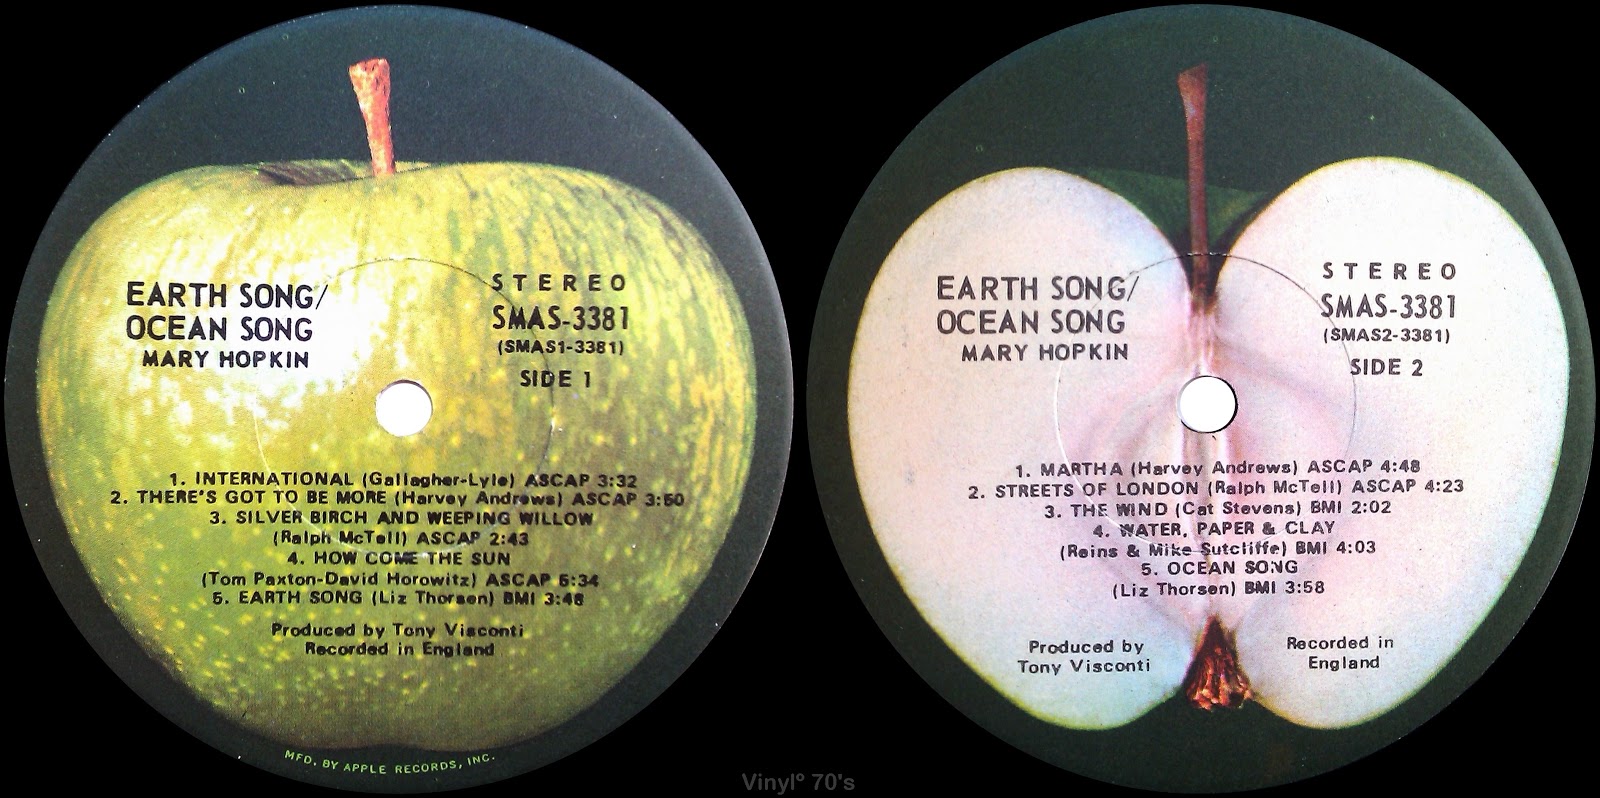 EARTH SONG/
OCEAN SONG
MARY HOPKIN
STEREO
SMAS-3381
(SMAS1-3381)
SIDE 1
1. INTERNATIONAL (Gallagher-Lyle) ASCAP 3:32
2. THERE'S GOT TO BE MORE (Harvey Andrews) ASCAP 3:50
3. SILVER BIRCH AND WEEPING WILLOW
(Ralph McTell) ASCAP 2:43
4. HOW COME THE SUN
(Tom Paxton-David Horowitz) ASCAP 5:34
5. EARTH SONG (Liz Thorsen) BMI 3:48
Produced by Tony Visconti
Recorded in England
MFD. BY APPLE RECORDS, INC.
EARTH SONG/
OCEAN SONG
MARY HOPKIN
STEREO
SMAS-3381
(SMAS2-3381)
SIDE 2
1. MARTHA (Harvey Andrews) ASCAP 4:48
2. STREETS OF LONDON (Ralph McTell) ASCAP 4:23
3. THE WIND (Cat Stevens) BMI 2:02
4. WATER, PAPER & CLAY
(Reins & Mike Sutcliffe) BMI 4:03
5. OCEAN SONG
(Liz Thorsen) BMI 3:58
Produced by
Tony Visconti
Recorded in
England
Vinylº 70's